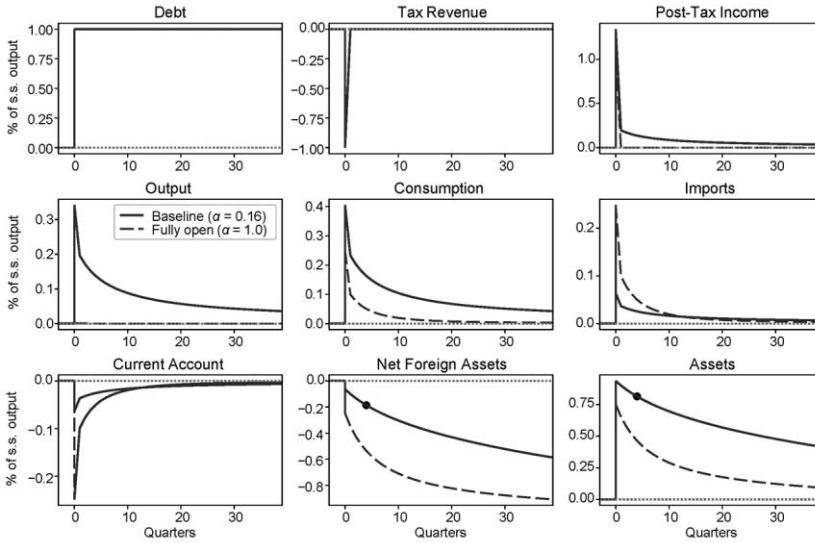 Debt
Tax Revenue
Post-Tax Income
% of s.s. output
1.00
0.75
0.50
0.25
0.00
0 10 20 30
0.0
−0.2
−0.4
−0.6
−0.8
−1.00
0 10 20 30
1.0
0.5
0.0
0 10 20 30
Output
Consumption
Imports
% of s.s. output
0.3
0.2
0.1
0.0
0 10 20 30
Baseline (α = 0.16)
Fully open (α = 1.0)
0.4
0.3
0.2
0.1
0.0
0 10 20 30
0.2
0.1
0.0
0 10 20 30
Current Account
Net Foreign Assets
Assets
% of s.s. output
0.0
−0.1
−0.2
0 10 20 30
Quarters
−0.0
−0.2
−0.4
−0.6
−0.8
0 10 20 30
Quarters
0.75
0.50
0.25
0.00
0 10 20 30
Quarters